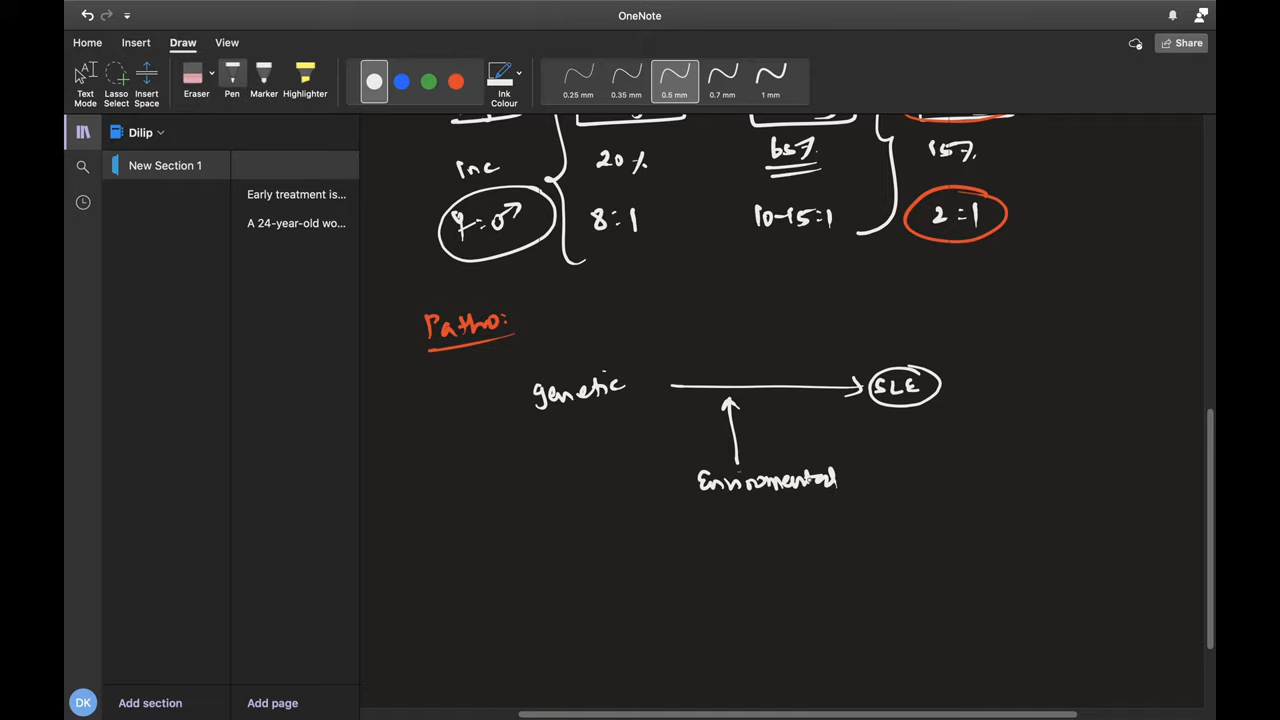 OneNote
Home Insert Draw View
Share
Text Mode
Lasso Select
Insert Space
Eraser
Pen
Marker
Highlighter
Ink Colour
0.25 mm
0.35 mm
0.5 mm
0.7 mm
1 mm
Dilip
New Section 1
Early treatment is...
A 24-year-old wo...
Inc 20% 65% 15%
♀:♂ 8:1 10-15:1 2:1
Patho:
genetic SLE
Enviromental
DK
Add section
Add page